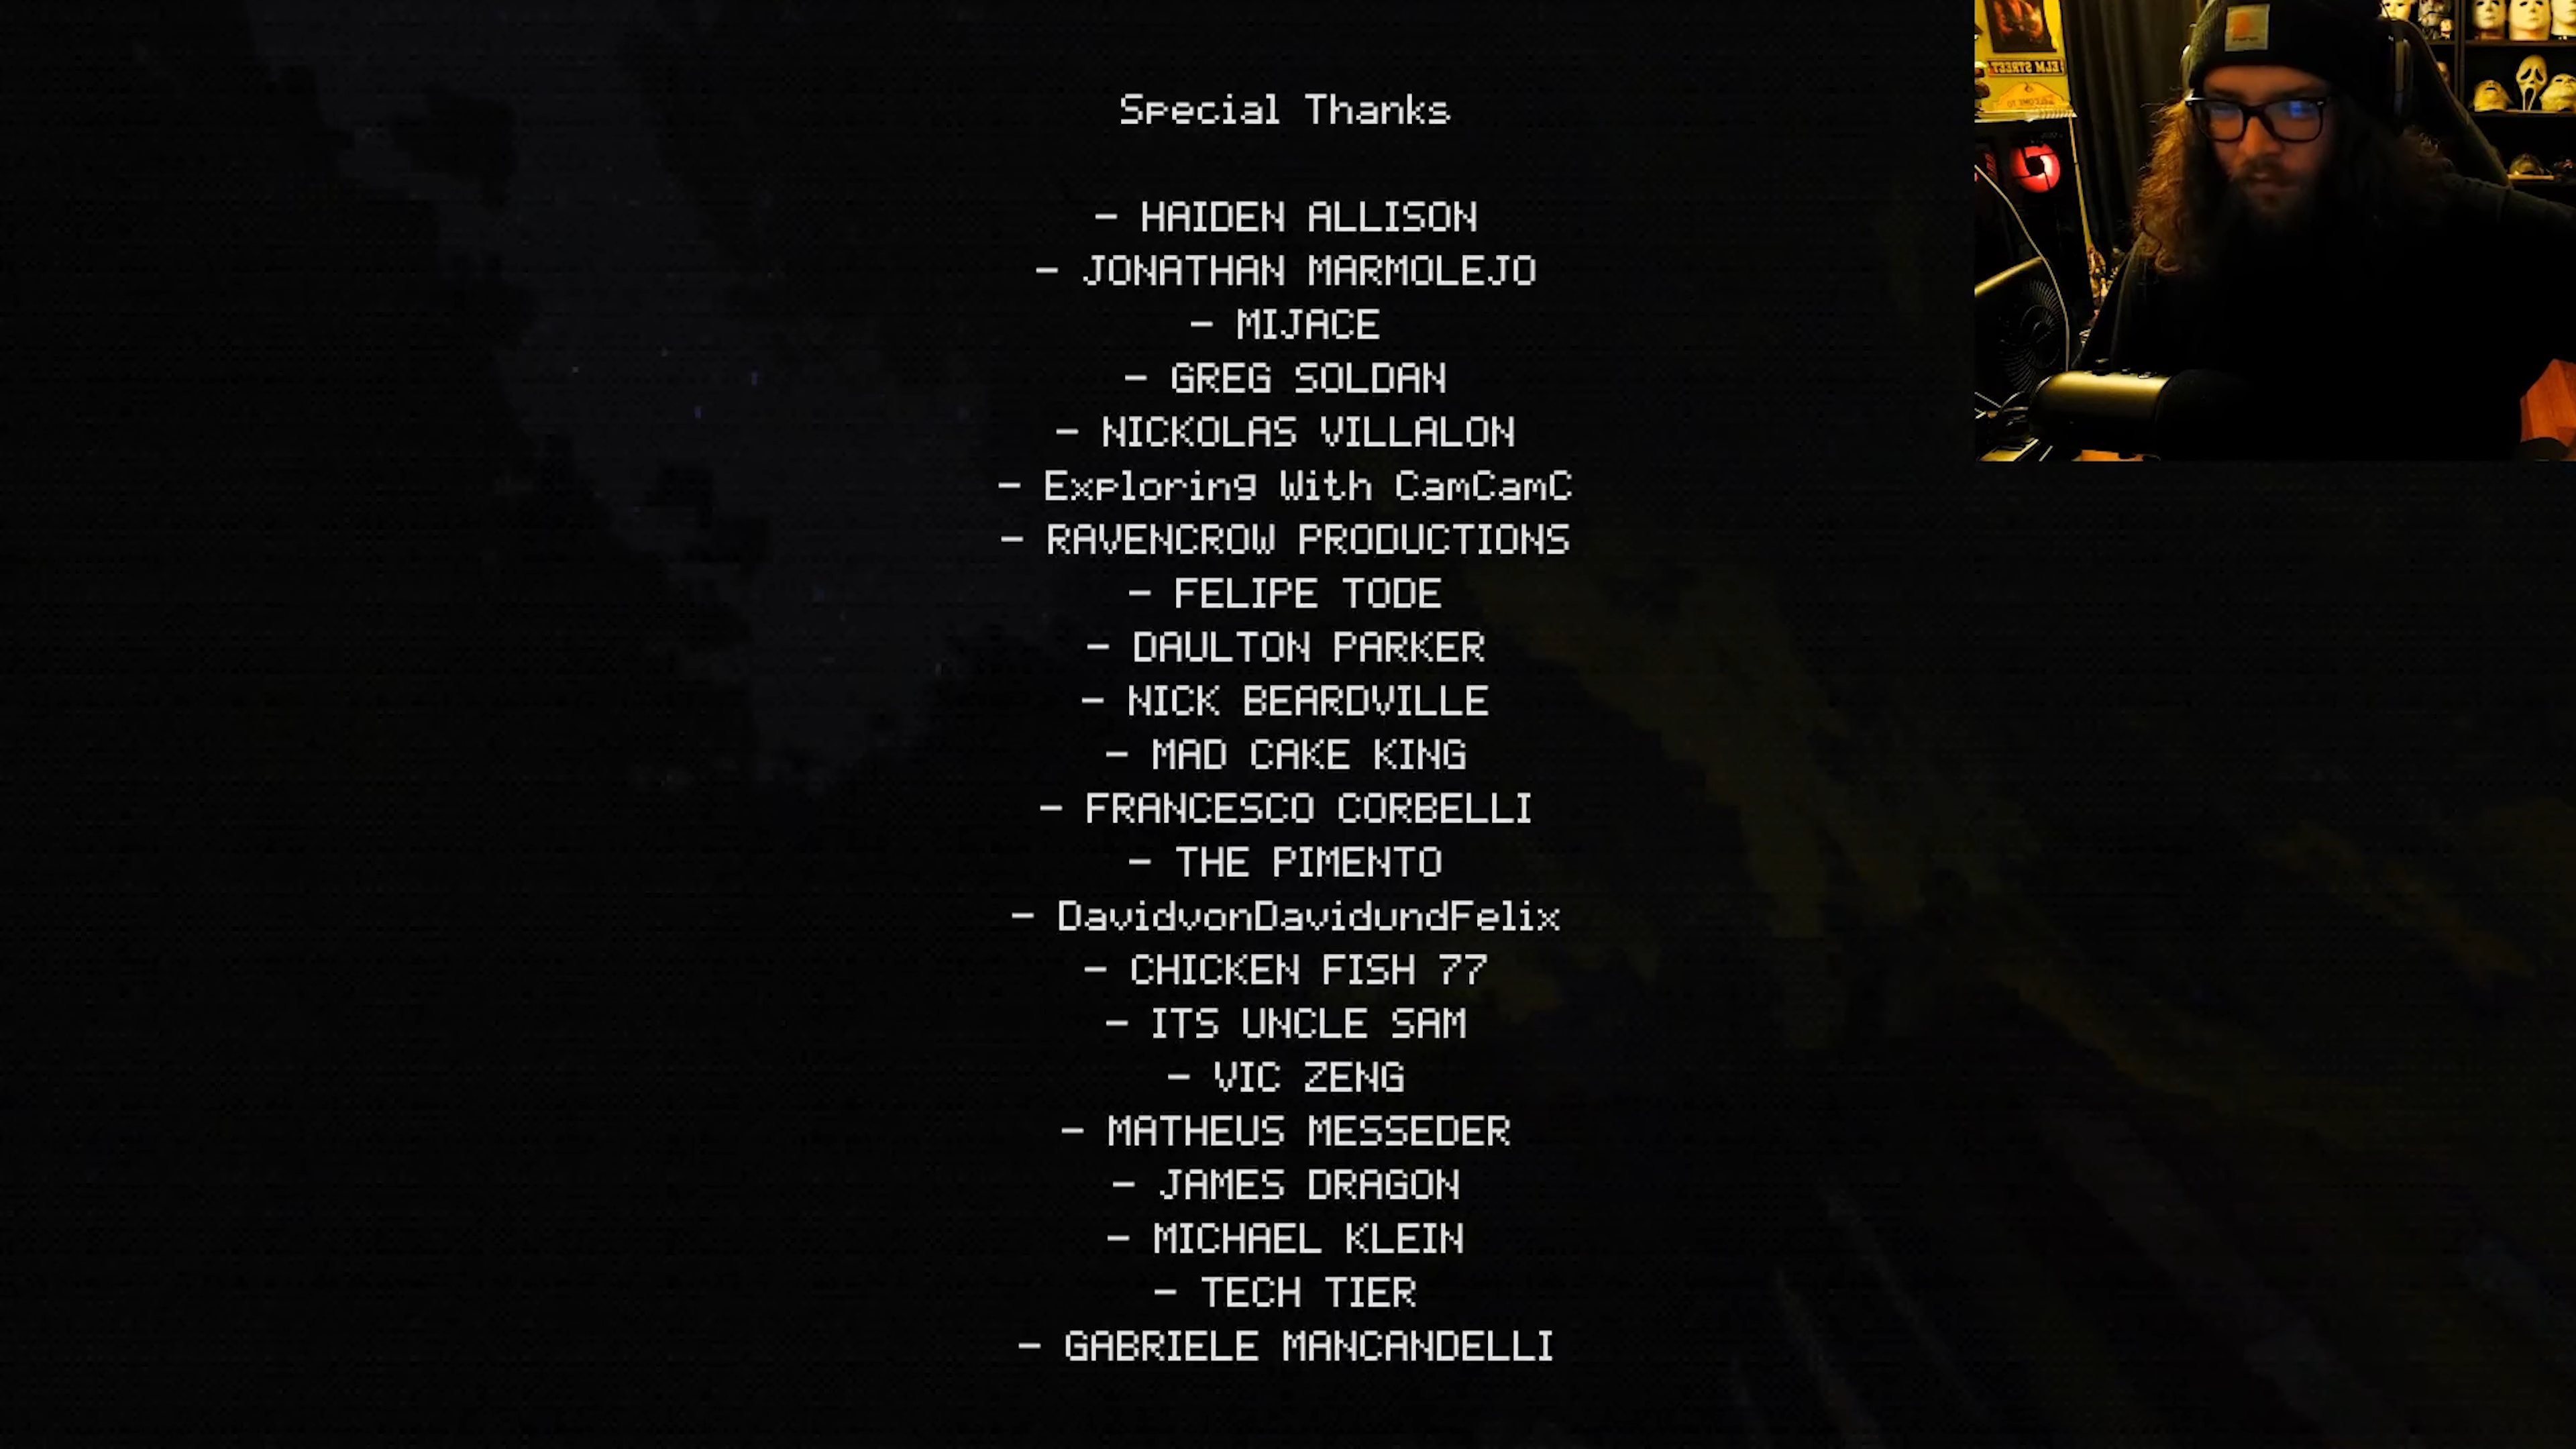 Special Thanks
- HAIDEN ALLISON
- JONATHAN MARMOLEJO
- MIJACE
- GREG SOLDAN
- NICKOLAS VILLALON
- Exploring With CamCamC
- RAVENCROW PRODUCTIONS
- FELIPE TODE
- DAULTON PARKER
- NICK BEARDVILLE
- MAD CAKE KING
- FRANCESCO CORBELLI
- THE PIMENTO
- DavidvonDavidundFelix
- CHICKEN FISH 77
- ITS UNCLE SAM
- VIC ZENG
- MATHEUS MESSEDER
- JAMES DRAGON
- MICHAEL KLEIN
- TECH TIER
- GABRIELE MANCANDELLI
ELM STREET